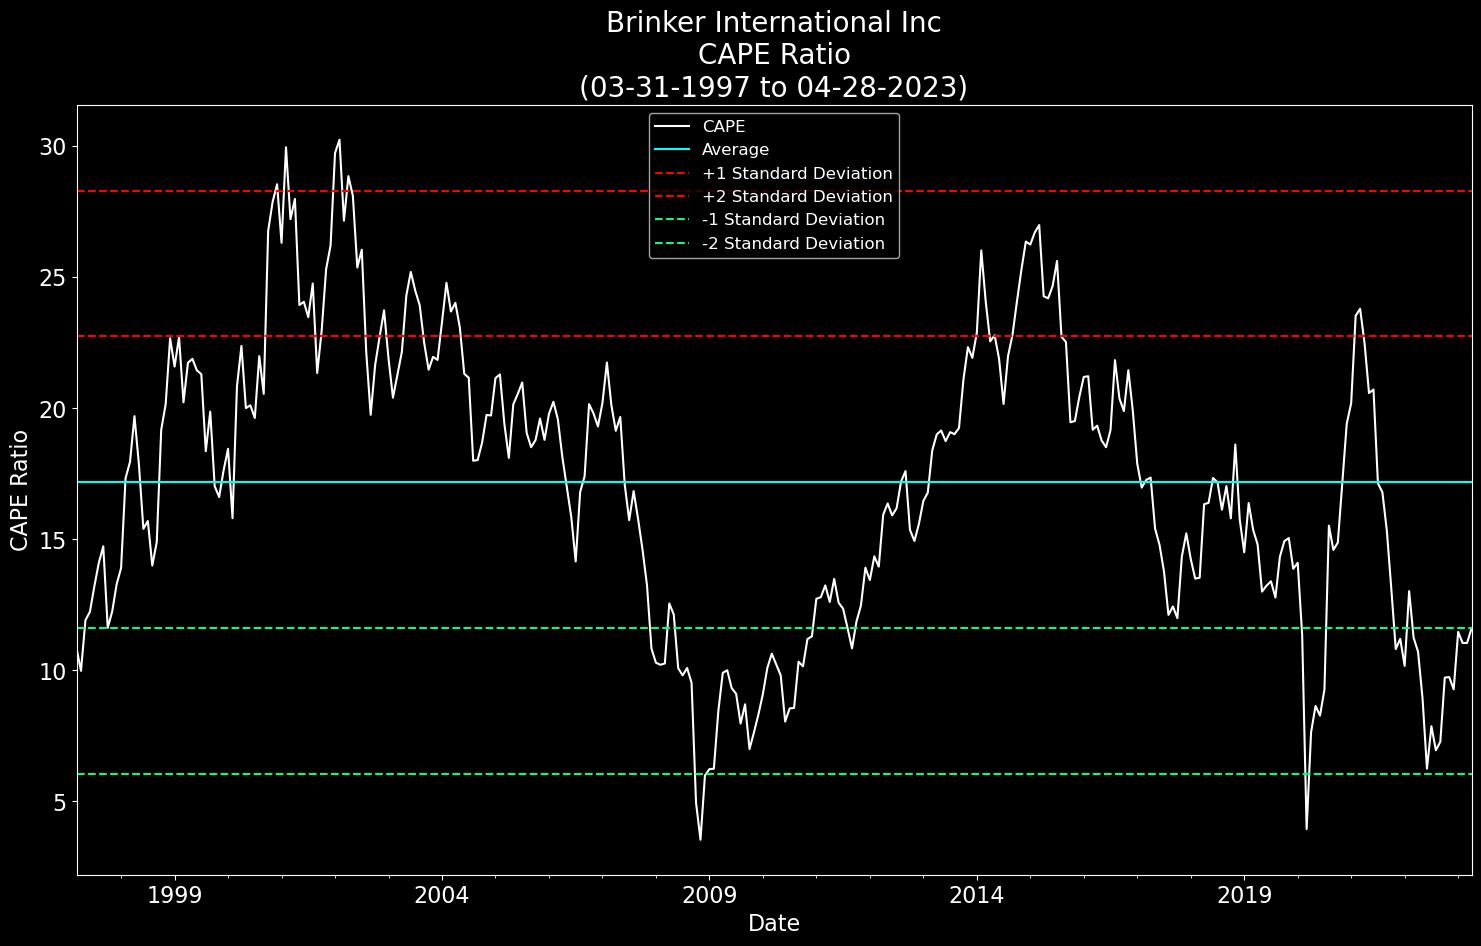 Brinker International Inc
CAPE Ratio
(03-31-1997 to 04-28-2023)
CAPE
Average
+1 Standard Deviation
+2 Standard Deviation
-1 Standard Deviation
-2 Standard Deviation
30
25
20
15
10
5
CAPE Ratio
1999 2004 2009 2014 2019
Date